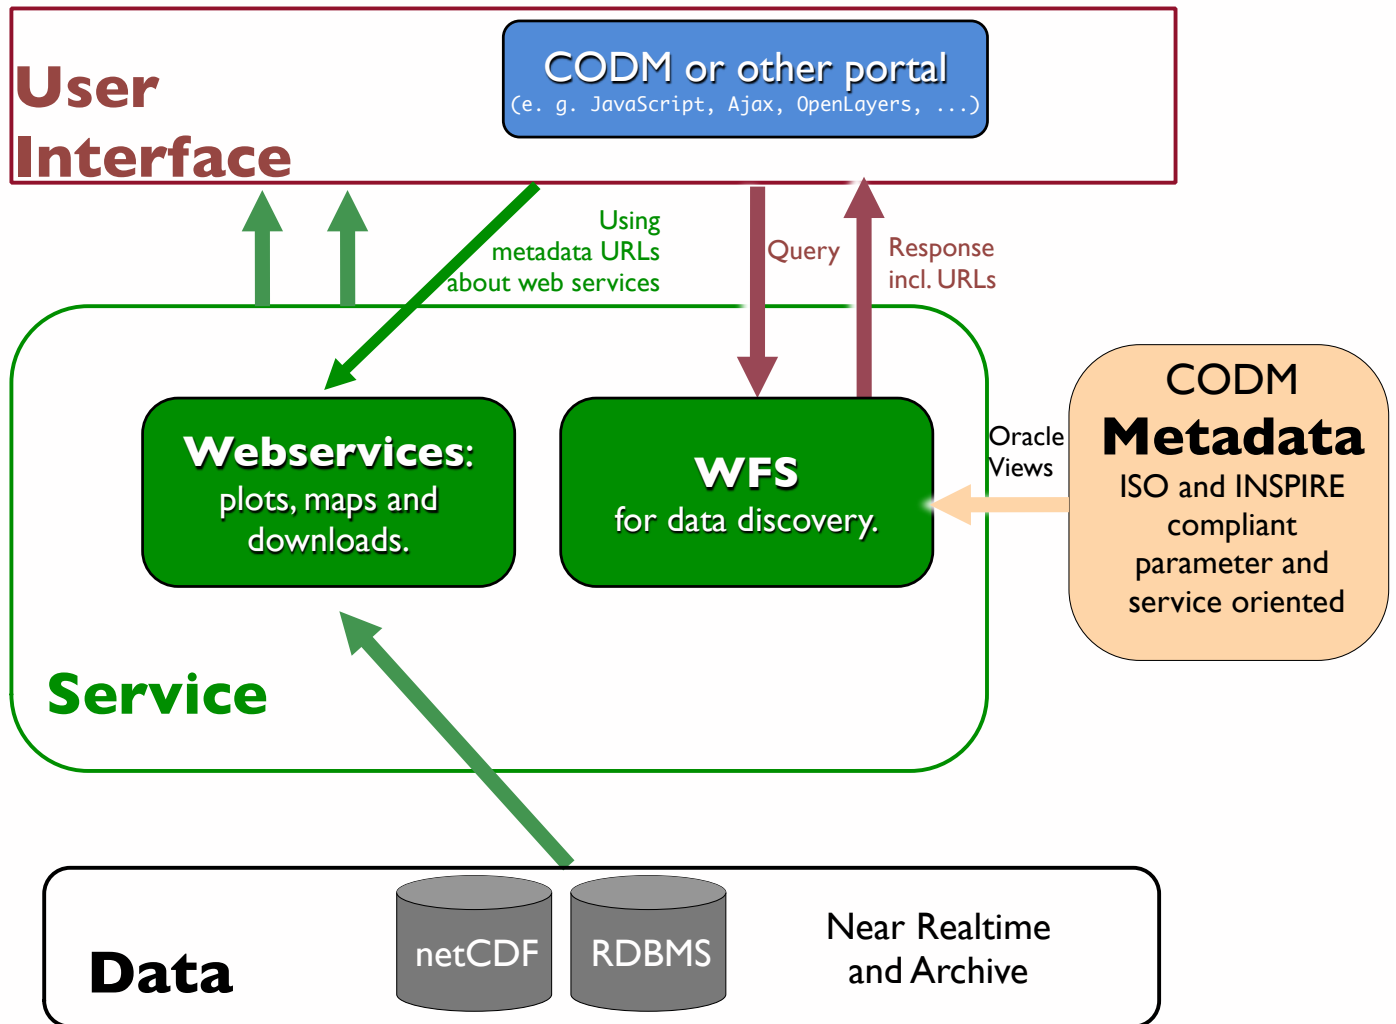 User
Interface
CODM or other portal
(e. g. JavaScript, Ajax, OpenLayers, ...)
Using
metadata URLs
about web services
Query
Response
incl. URLs
Webservices:
plots, maps and
downloads.
WFS
for data discovery.
Oracle
Views
CODM
Metadata
ISO and INSPIRE
compliant
parameter and
service oriented
Service
Data
netCDF
RDBMS
Near Realtime
and Archive